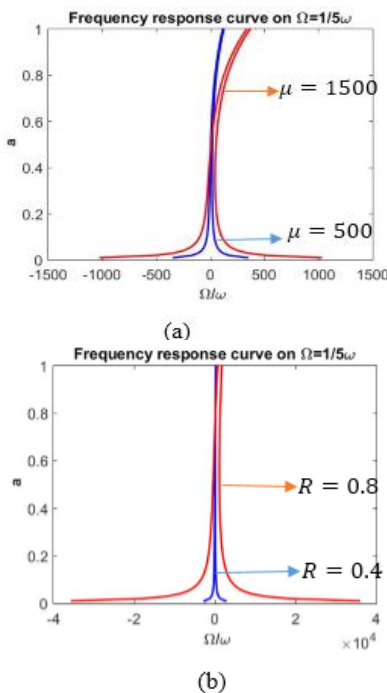 Frequency response curve on Ω=1/5ω
1
0.8
0.6
0.4
0.2
0
a
μ = 1500
μ = 500
-1500 -1000 -500 0 500 1000 1500
Ω/ω
(a)
Frequency response curve on Ω=1/5ω
1
0.8
0.6
0.4
0.2
0
a
R = 0.8
R = 0.4
-4 -2 0 2 4
Ω/ω
×10⁴
(b)